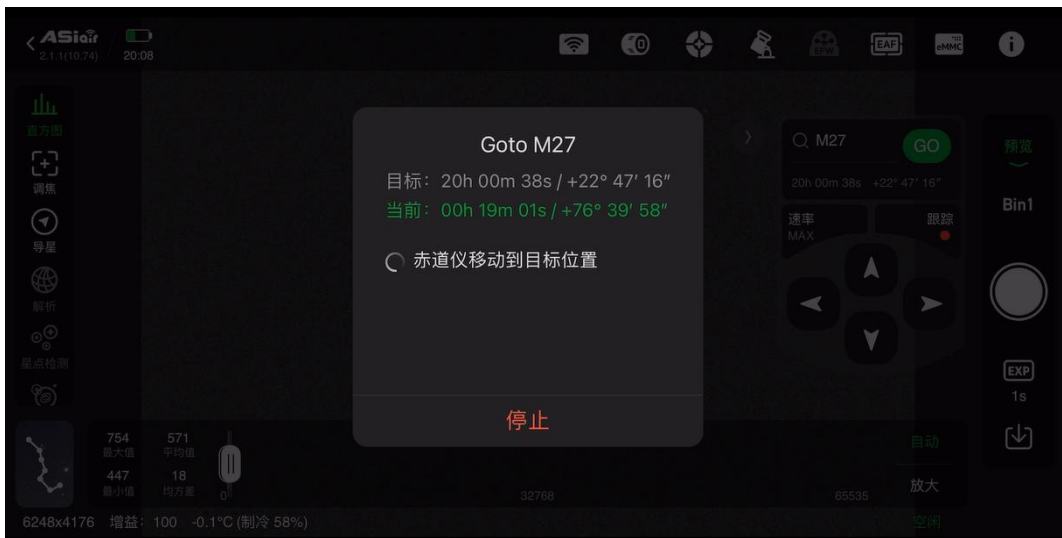 ASiair
2.1.1(10.74)
20:08
EFW
EAF
eMMC
直方图
调焦
导星
解析
星点检测
Goto M27
目标：20h 00m 38s / +22° 47′ 16″
当前：00h 19m 01s / +76° 39′ 58″
赤道仪移动到目标位置
停止
M27
GO
20h 00m 38s +22° 47′ 16″
速率
MAX
跟踪
预览
Bin1
EXP
1s
754
最大值
571
平均值
447
最小值
18
均方差
0
32768
65535
自动
放大
6248x4176 增益：100 -0.1°C (制冷 58%)
空闲